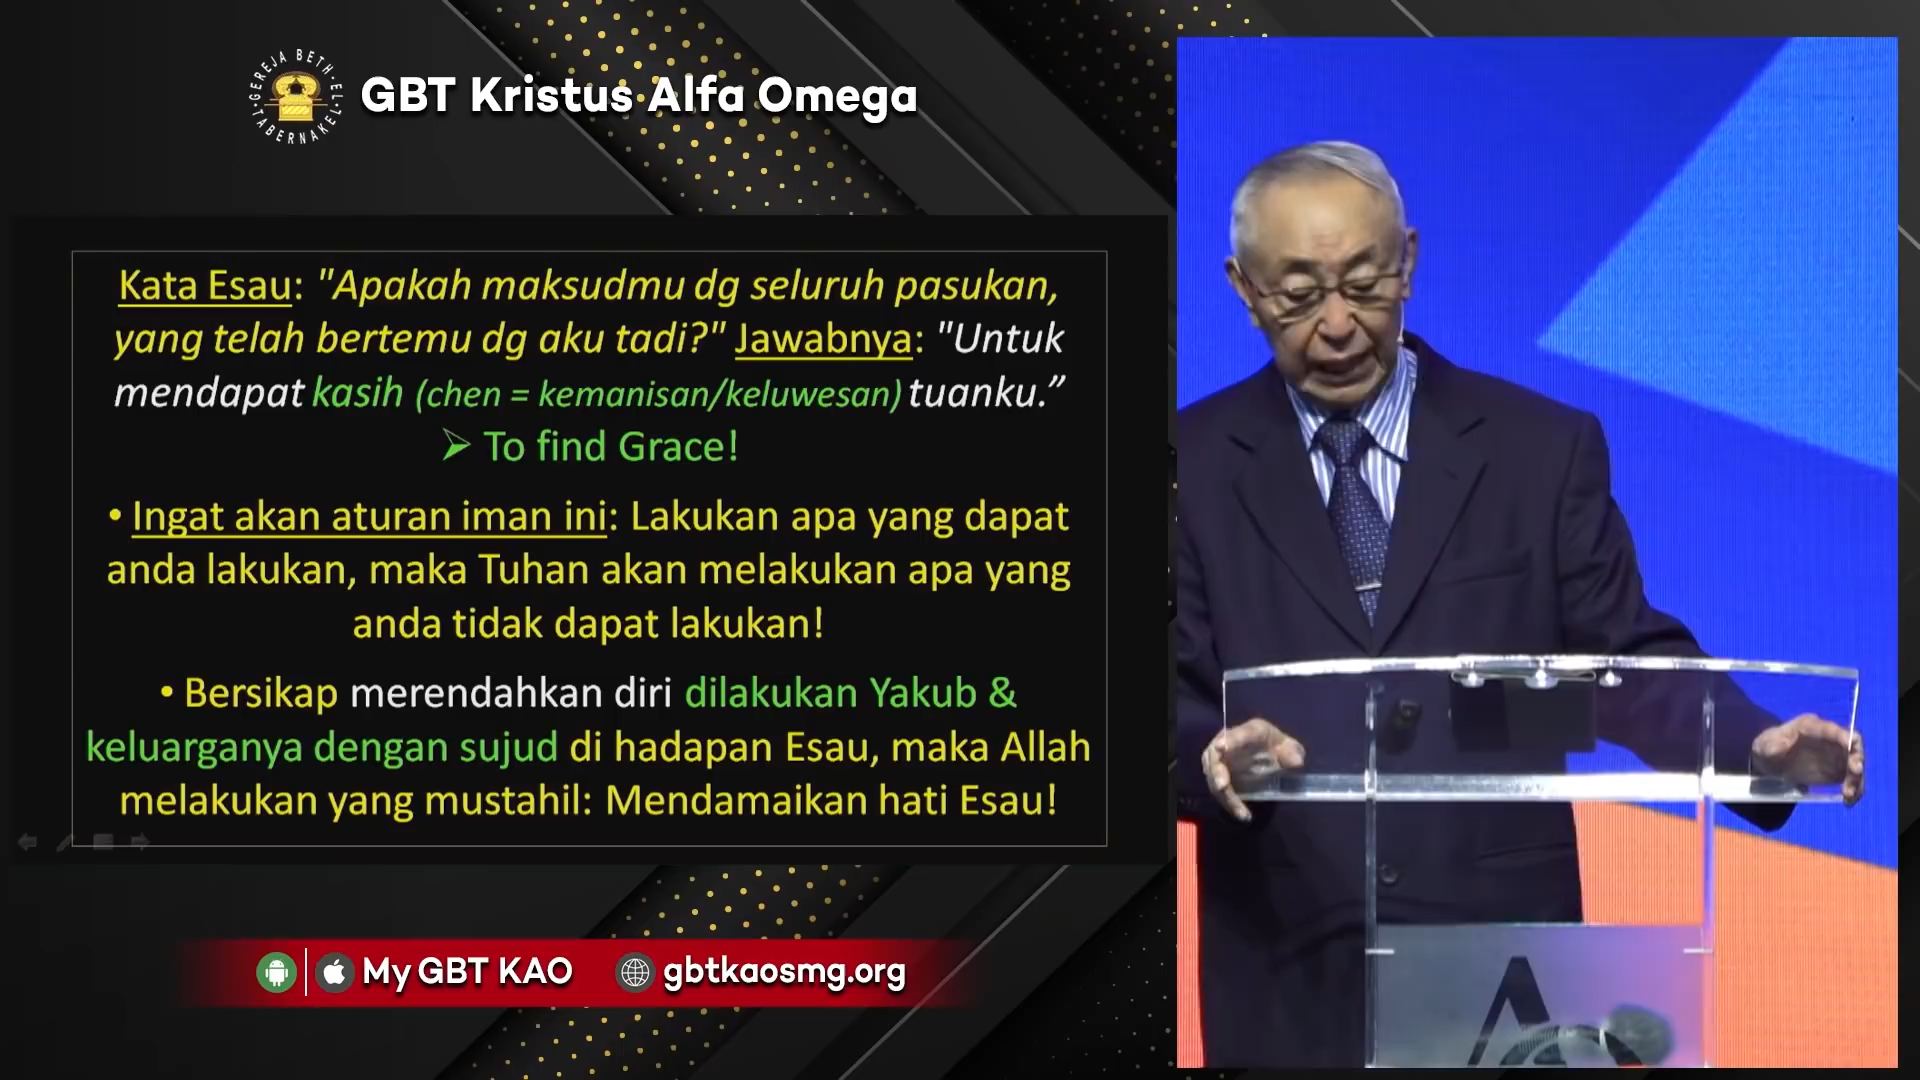 GEREJA BETH-EL TABERNAKEL
GBT Kristus Alfa Omega
Kata Esau: "Apakah maksudmu dg seluruh pasukan,
yang telah bertemu dg aku tadi?" Jawabnya: "Untuk
mendapat kasih (chen = kemanisan/keluwesan) tuanku.”
➢ To find Grace!
• Ingat akan aturan iman ini: Lakukan apa yang dapat
anda lakukan, maka Tuhan akan melakukan apa yang
anda tidak dapat lakukan!
• Bersikap merendahkan diri dilakukan Yakub &
keluarganya dengan sujud di hadapan Esau, maka Allah
melakukan yang mustahil: Mendamaikan hati Esau!
My GBT KAO
gbtkaosmg.org